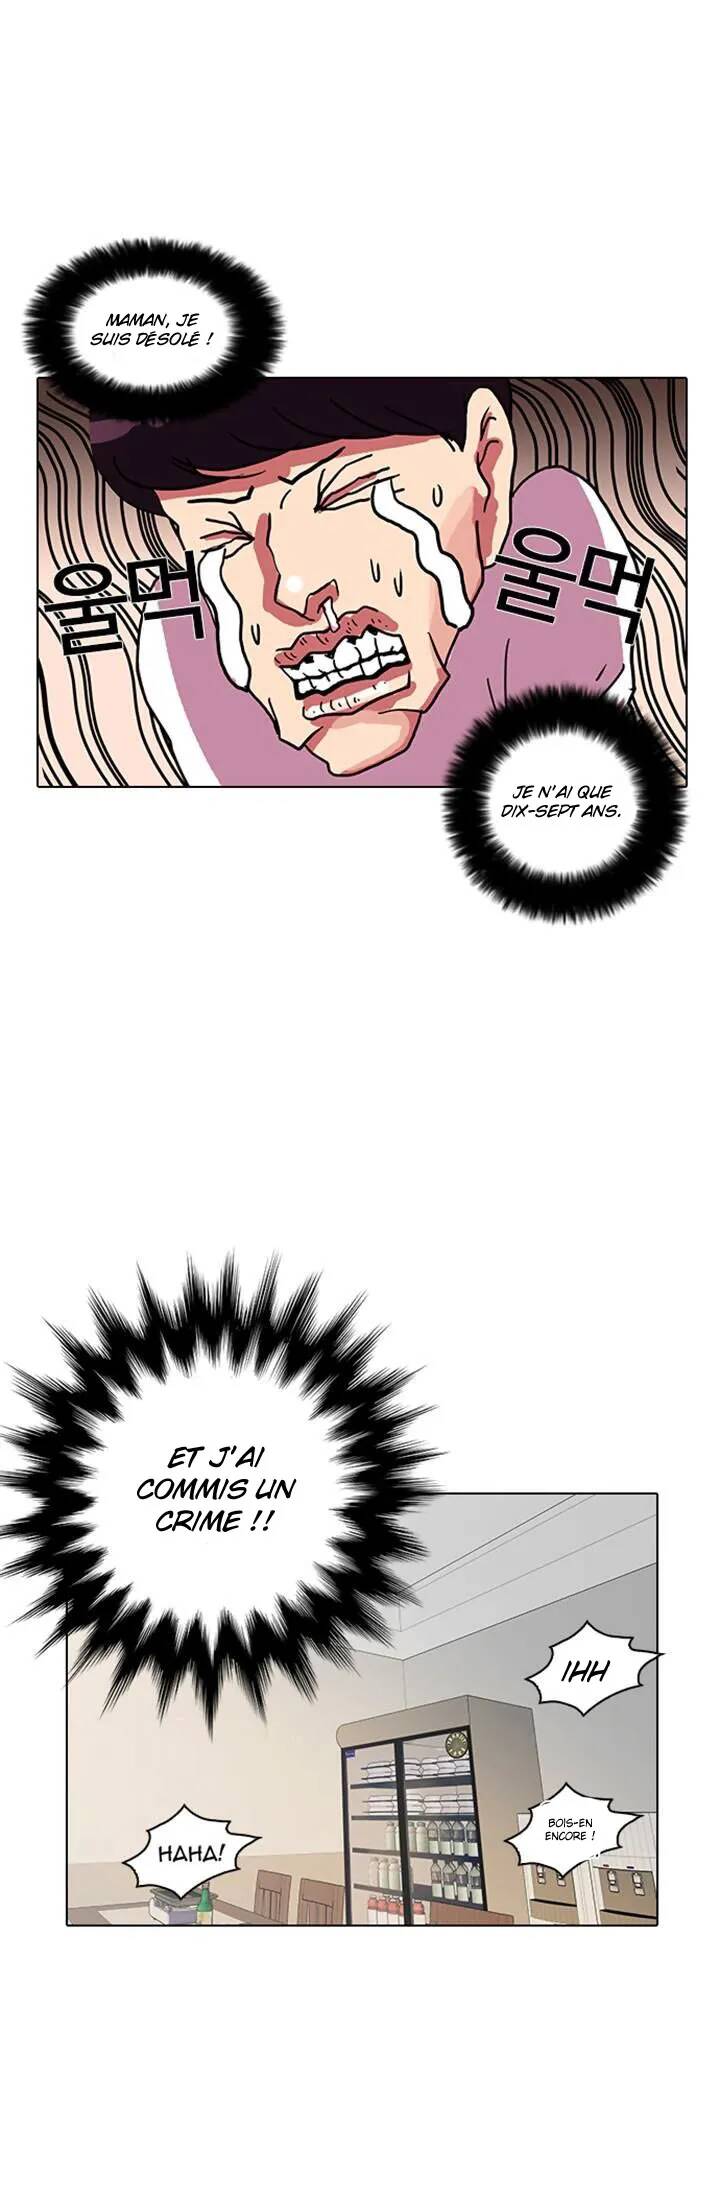 MAMAN, JE
SUIS DÉSOLÉ !
울먹
울먹
JE N'AI QUE
DIX-SEPT ANS.
ET J'AI
COMMIS UN
CRIME !!
IHH
BOIS-EN
ENCORE !
HAHA!